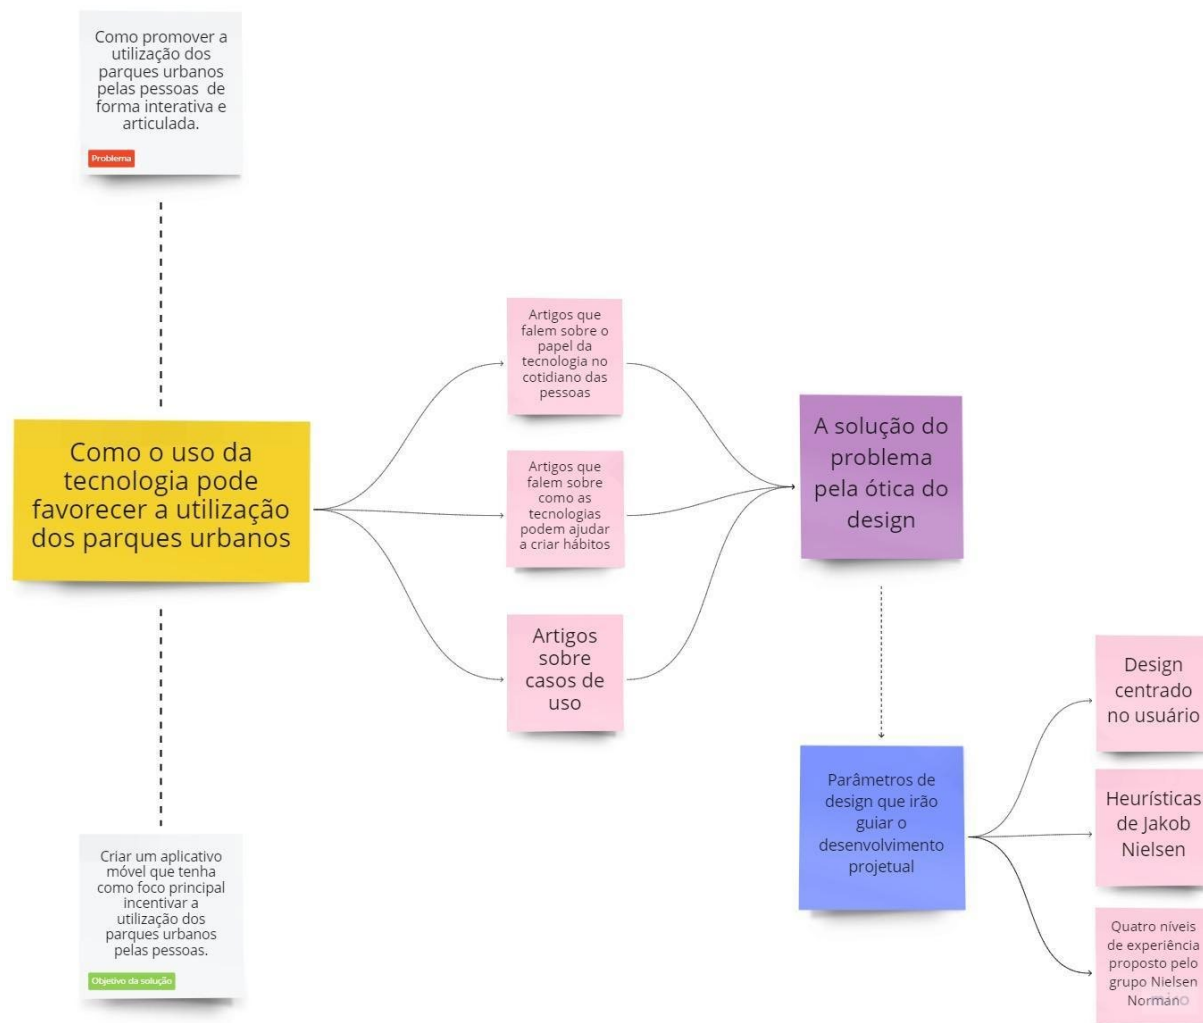 Como promover a
utilização dos
parques urbanos
pelas pessoas de
forma interativa e
articulada.
Problema
Como o uso da
tecnologia pode
favorecer a utilização
dos parques urbanos
Criar um aplicativo
móvel que tenha
como foco principal
incentivar a
utilização dos
parques urbanos
pelas pessoas.
Objetivo da solução
Artigos que
falem sobre o
papel da
tecnologia no
cotidiano das
pessoas
Artigos que
falem sobre
como as
tecnologias
podem ajudar
a criar hábitos
Artigos
sobre
casos de
uso
A solução do
problema
pela ótica do
design
Parâmetros de
design que irão
guiar o
desenvolvimento
projetual
Design
centrado
no usuário
Heurísticas
de Jakob
Nielsen
Quatro níveis
de experiência
proposto pelo
grupo Nielsen
Norman
miro